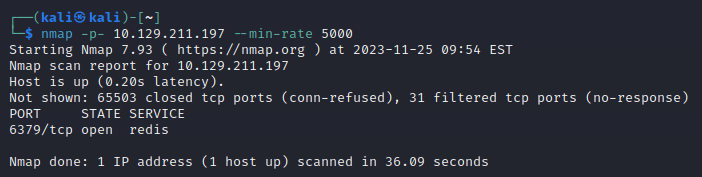 ┌──(kali㉿kali)-[~]
└─$ nmap -p- 10.129.211.197 --min-rate 5000
Starting Nmap 7.93 ( https://nmap.org ) at 2023-11-25 09:54 EST
Nmap scan report for 10.129.211.197
Host is up (0.20s latency).
Not shown: 65503 closed tcp ports (conn-refused), 31 filtered tcp ports (no-response)
PORT     STATE SERVICE
6379/tcp open  redis
Nmap done: 1 IP address (1 host up) scanned in 36.09 seconds